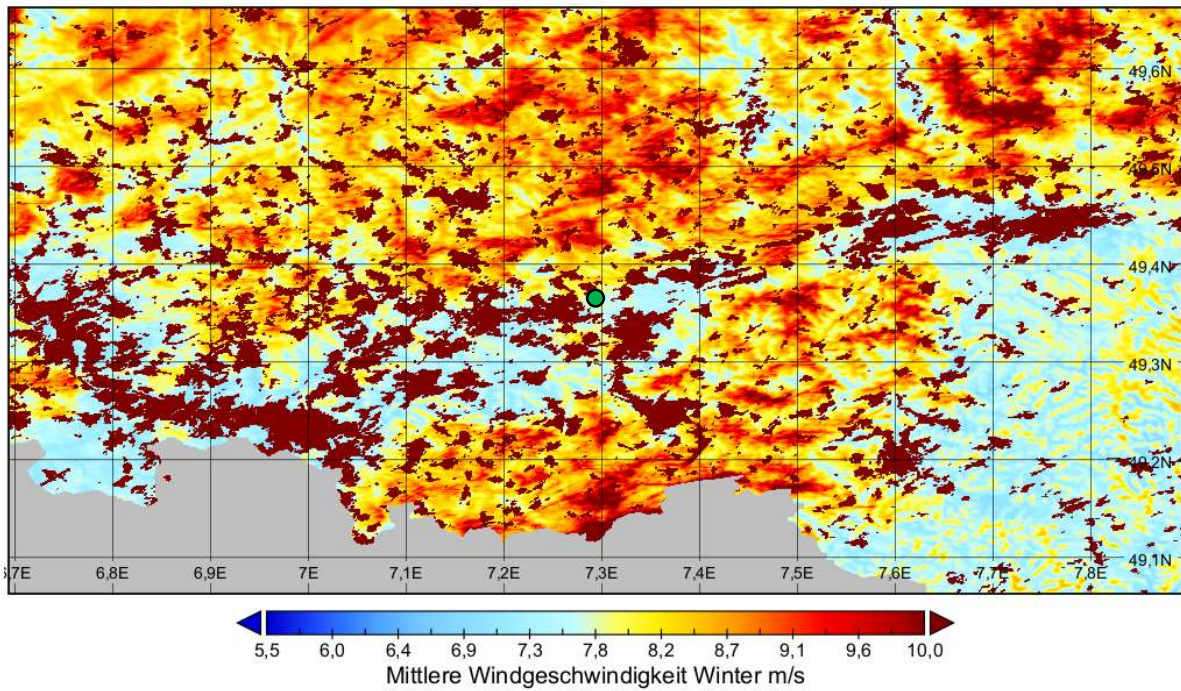 49,6N
49,5N
49,4N
49,3N
49,2N
49,1N
6,7E 6,8E 6,9E 7E 7,1E 7,2E 7,3E 7,4E 7,5E 7,6E 7,7E 7,8E
5,5 6,0 6,4 6,9 7,3 7,8 8,2 8,7 9,1 9,6 10,0
Mittlere Windgeschwindigkeit Winter m/s